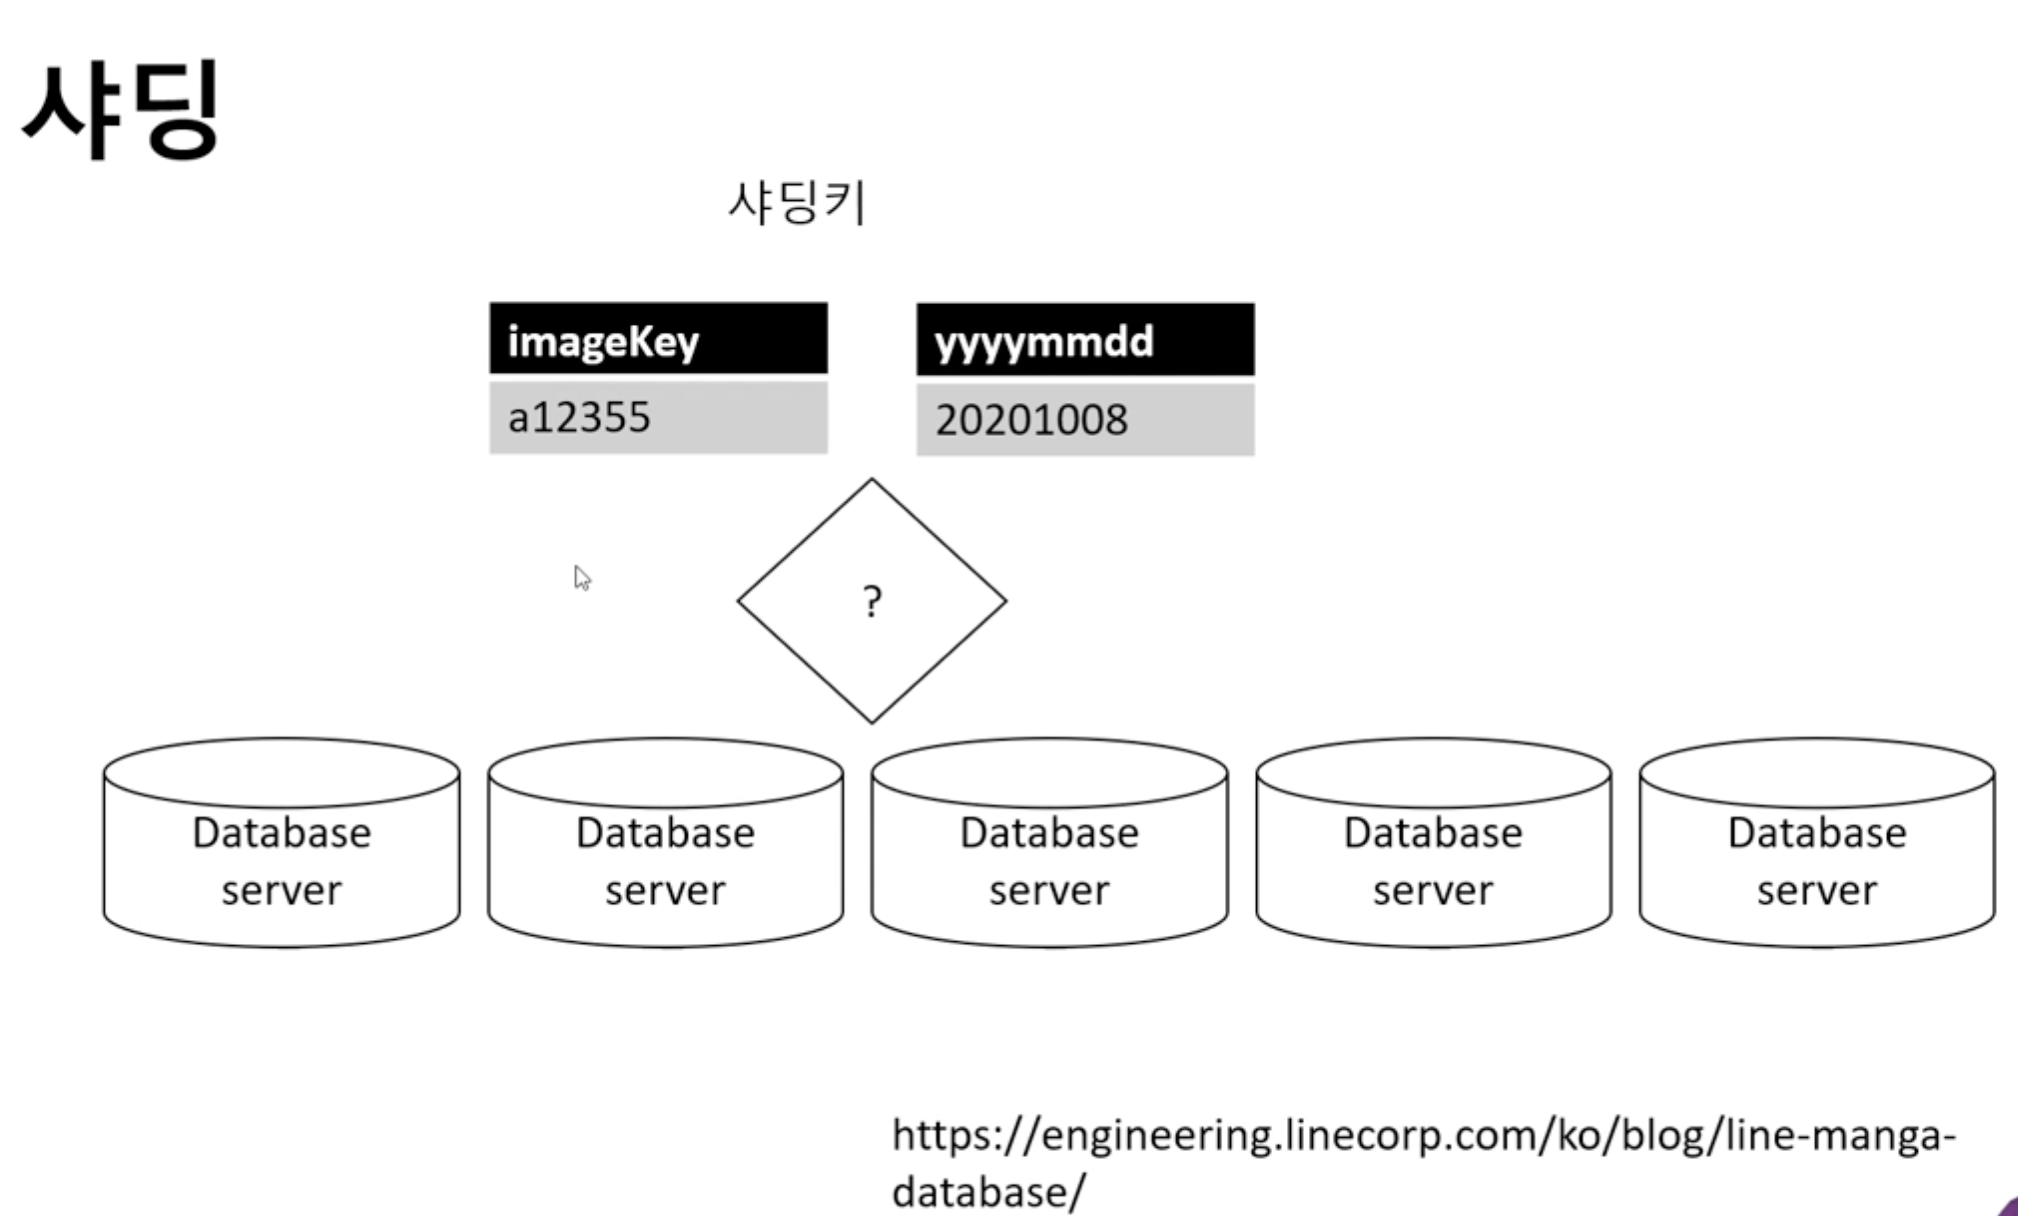 샤딩
샤딩키
imageKey
yyyymmdd
a12355
20201008
?
Database
server
Database
server
Database
server
Database
server
Database
server
https://engineering.linecorp.com/ko/blog/line-manga-
database/